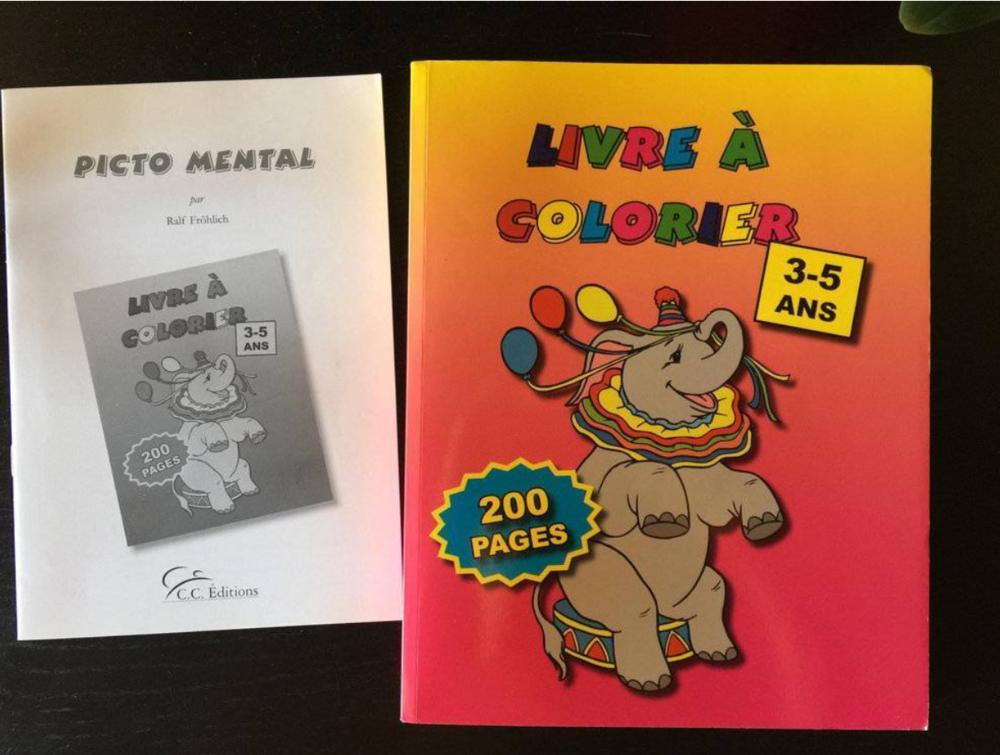 PICTO MENTAL
par
Ralf Fröhlich
LIVRE À
COLORIER
3-5
ANS
200
PAGES
C.C. Éditions
LIVRE À
COLORIER
3-5
ANS
200
PAGES